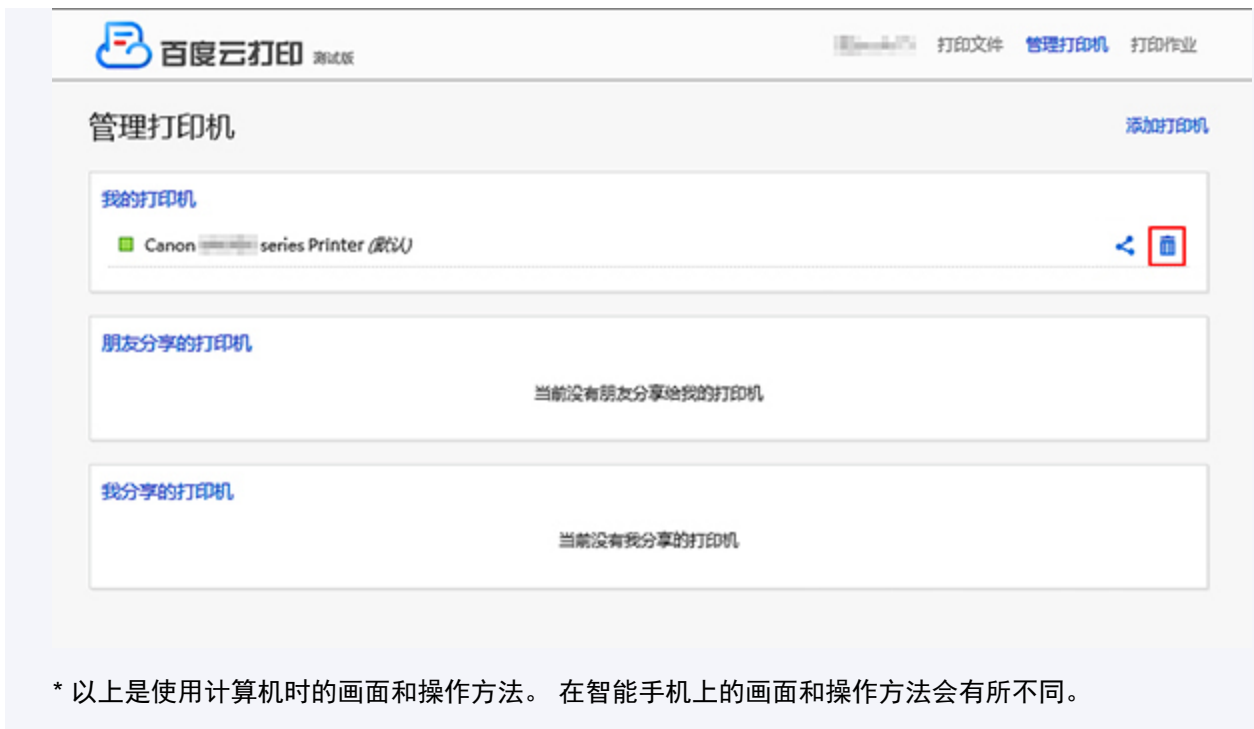 百度云打印 测试版
打印文件 管理打印机 打印作业
管理打印机
添加打印机
我的打印机
Canon series Printer (默认)
朋友分享的打印机
当前没有朋友分享给我的打印机
我分享的打印机
当前没有我分享的打印机
* 以上是使用计算机时的画面和操作方法。 在智能手机上的画面和操作方法会有所不同。